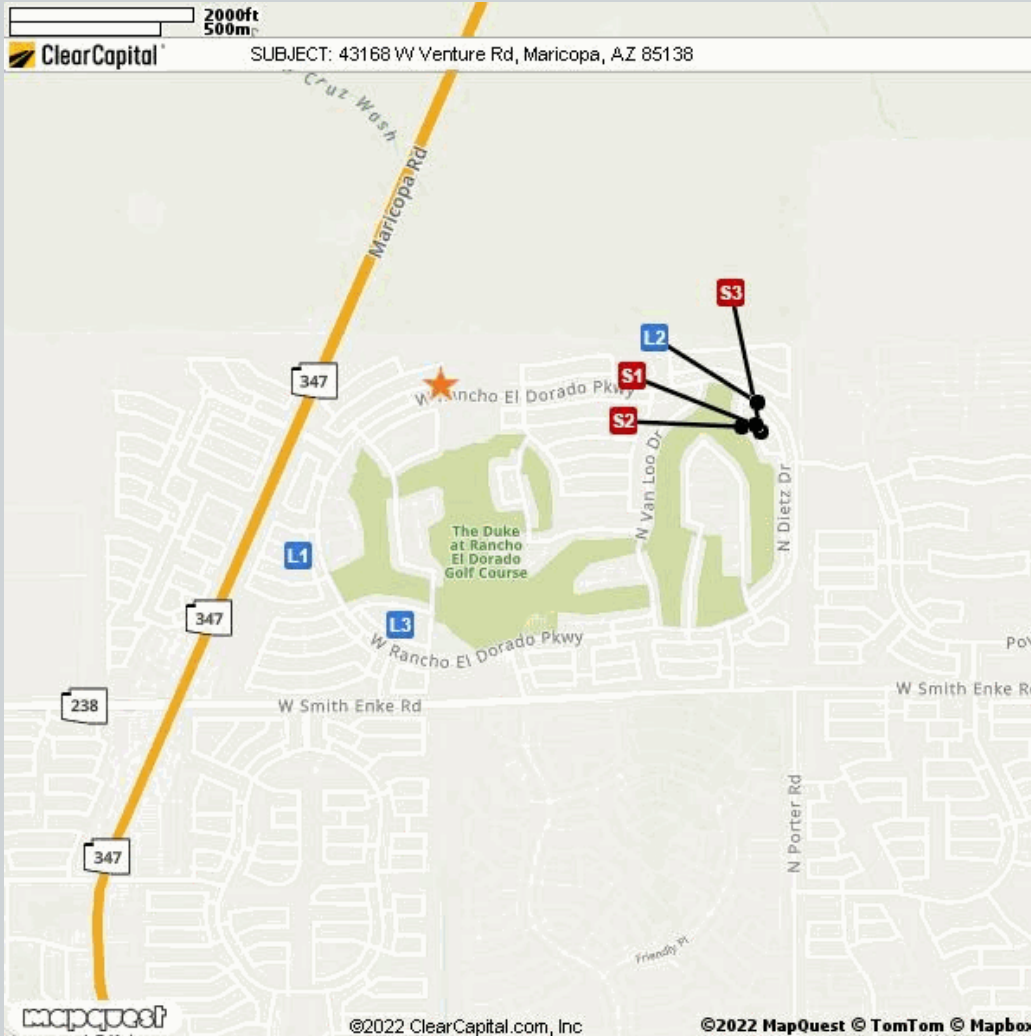 2000ft
500m
ClearCapital
SUBJECT: 43168 W Venture Rd, Maricopa, AZ 85138
Cruz Wash
Maricopa Rd
S3
L2
347
S1
W Rancho El Dorado Pkwy
S2
N Van Loo Dr
N Dietz Dr
The Duke
at Rancho
El Dorado
Golf Course
L1
347
L3
W Rancho El Dorado Pkwy
W Smith Enke Rd
238
W Smith Enke Rd
N Porter Rd
347
Friendly Pl
mapquest
©2022 ClearCapital.com, Inc
©2022 MapQuest © TomTom © Mapbox